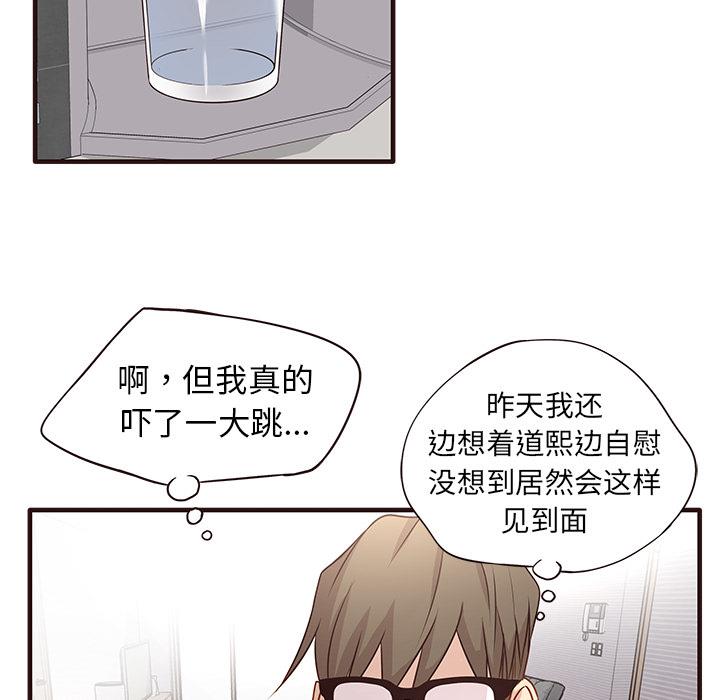 啊，但我真的
吓了一大跳...
昨天我还
边想着道熙边自慰
没想到居然会这样
见到面